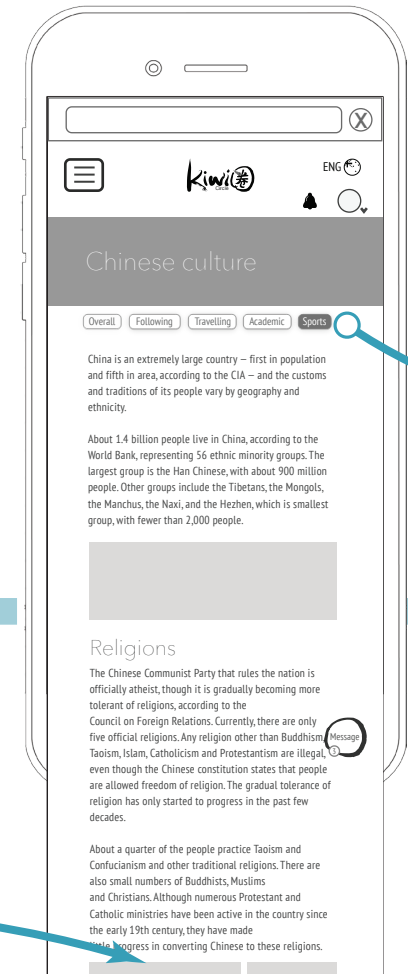 X
ENG
Kiwi圈
Circle
Chinese culture
Overall Following Travelling Academic Sports
China is an extremely large country — first in population
and fifth in area, according to the CIA — and the customs
and traditions of its people vary by geography and
ethnicity.
About 1.4 billion people live in China, according to the
World Bank, representing 56 ethnic minority groups. The
largest group is the Han Chinese, with about 900 million
people. Other groups include the Tibetans, the Mongols,
the Manchus, the Naxi, and the Hezhen, which is smallest
group, with fewer than 2,000 people.
Religions
The Chinese Communist Party that rules the nation is
officially atheist, though it is gradually becoming more
tolerant of religions, according to the
Council on Foreign Relations. Currently, there are only
five official religions. Any religion other than Buddhism,
Taoism, Islam, Catholicism and Protestantism are illegal,
even though the Chinese constitution states that people
are allowed freedom of religion. The gradual tolerance of
religion has only started to progress in the past few
decades.
Message
3
About a quarter of the people practice Taoism and
Confucianism and other traditional religions. There are
also small numbers of Buddhists, Muslims
and Christians. Although numerous Protestant and
Catholic ministries have been active in the country since
the early 19th century, they have made
little progress in converting Chinese to these religions.